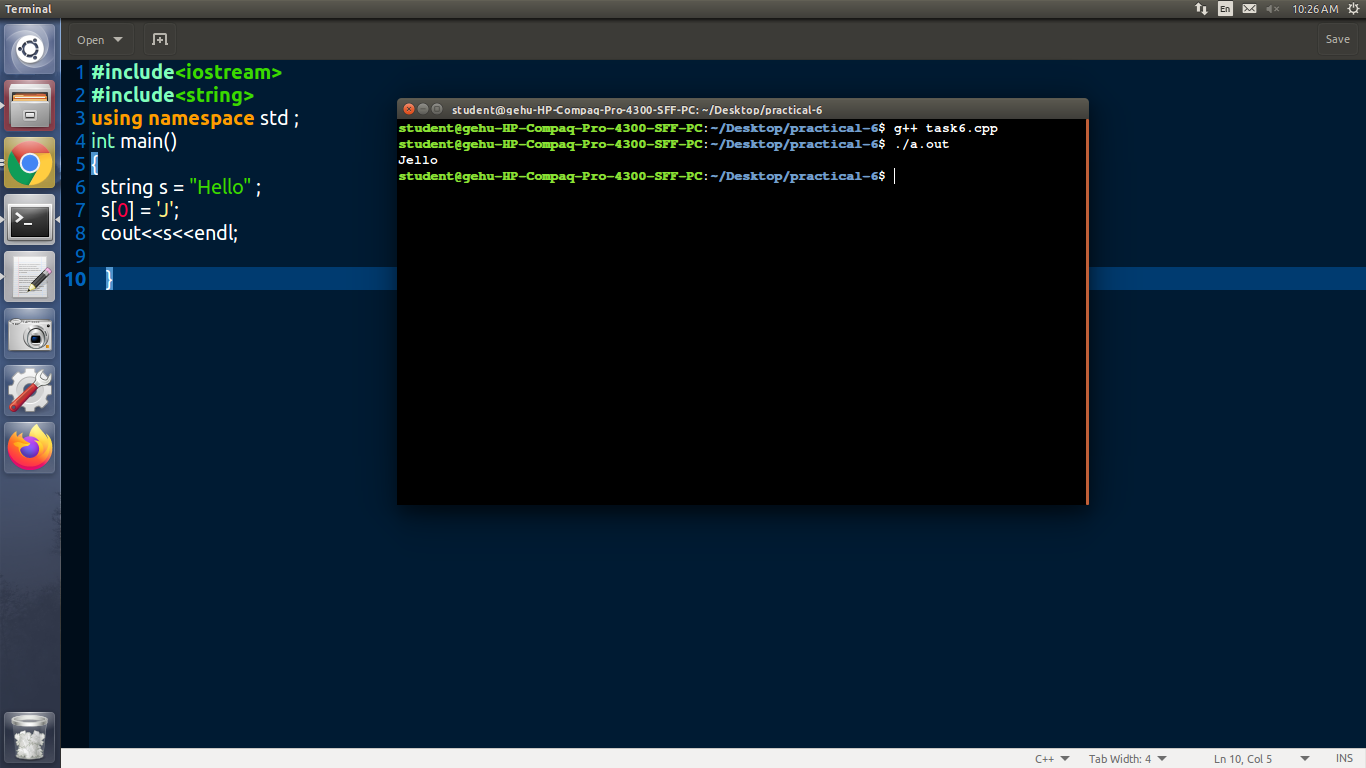 Terminal
En
10:26 AM
Open
Save
1 #include<iostream>
2 #include<string>
3 using namespace std ;
4 int main()
5 {
6 string s = "Hello" ;
7 s[0] = 'J';
8 cout<<s<<endl;
9
10 }
student@gehu-HP-Compaq-Pro-4300-SFF-PC: ~/Desktop/practical-6
student@gehu-HP-Compaq-Pro-4300-SFF-PC:~/Desktop/practical-6$ g++ task6.cpp
student@gehu-HP-Compaq-Pro-4300-SFF-PC:~/Desktop/practical-6$ ./a.out
Jello
student@gehu-HP-Compaq-Pro-4300-SFF-PC:~/Desktop/practical-6$
C++
Tab Width: 4
Ln 10, Col 5
INS